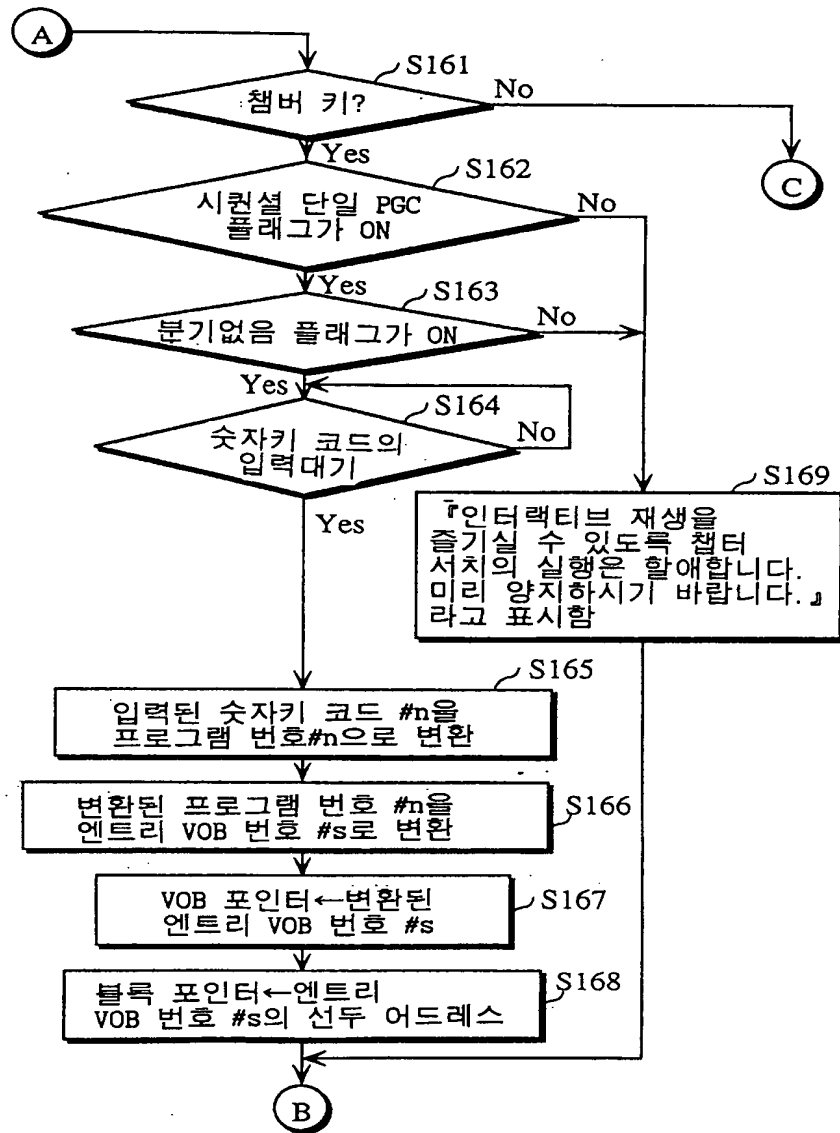 A
S161
챔버 키?
No
Yes
C
S162
시퀀셜 단일 PGC
플래그가 ON
No
Yes
S163
분기없음 플래그가 ON
No
Yes
S164
숫자키 코드의
입력대기
No
Yes
S169
『인터랙티브 재생을
즐기실 수 있도록 챕터
서치의 실행은 할애합니다.
미리 양지하시기 바랍니다.』
라고 표시함
S165
입력된 숫자키 코드 #n을
프로그램 번호#n으로 변환
변환된 프로그램 번호 #n을
엔트리 VOB 번호 #s로 변환
S166
VOB 포인터←변환된
엔트리 VOB 번호 #s
S167
블록 포인터←엔트리
VOB 번호 #s의 선두 어드레스
S168
B